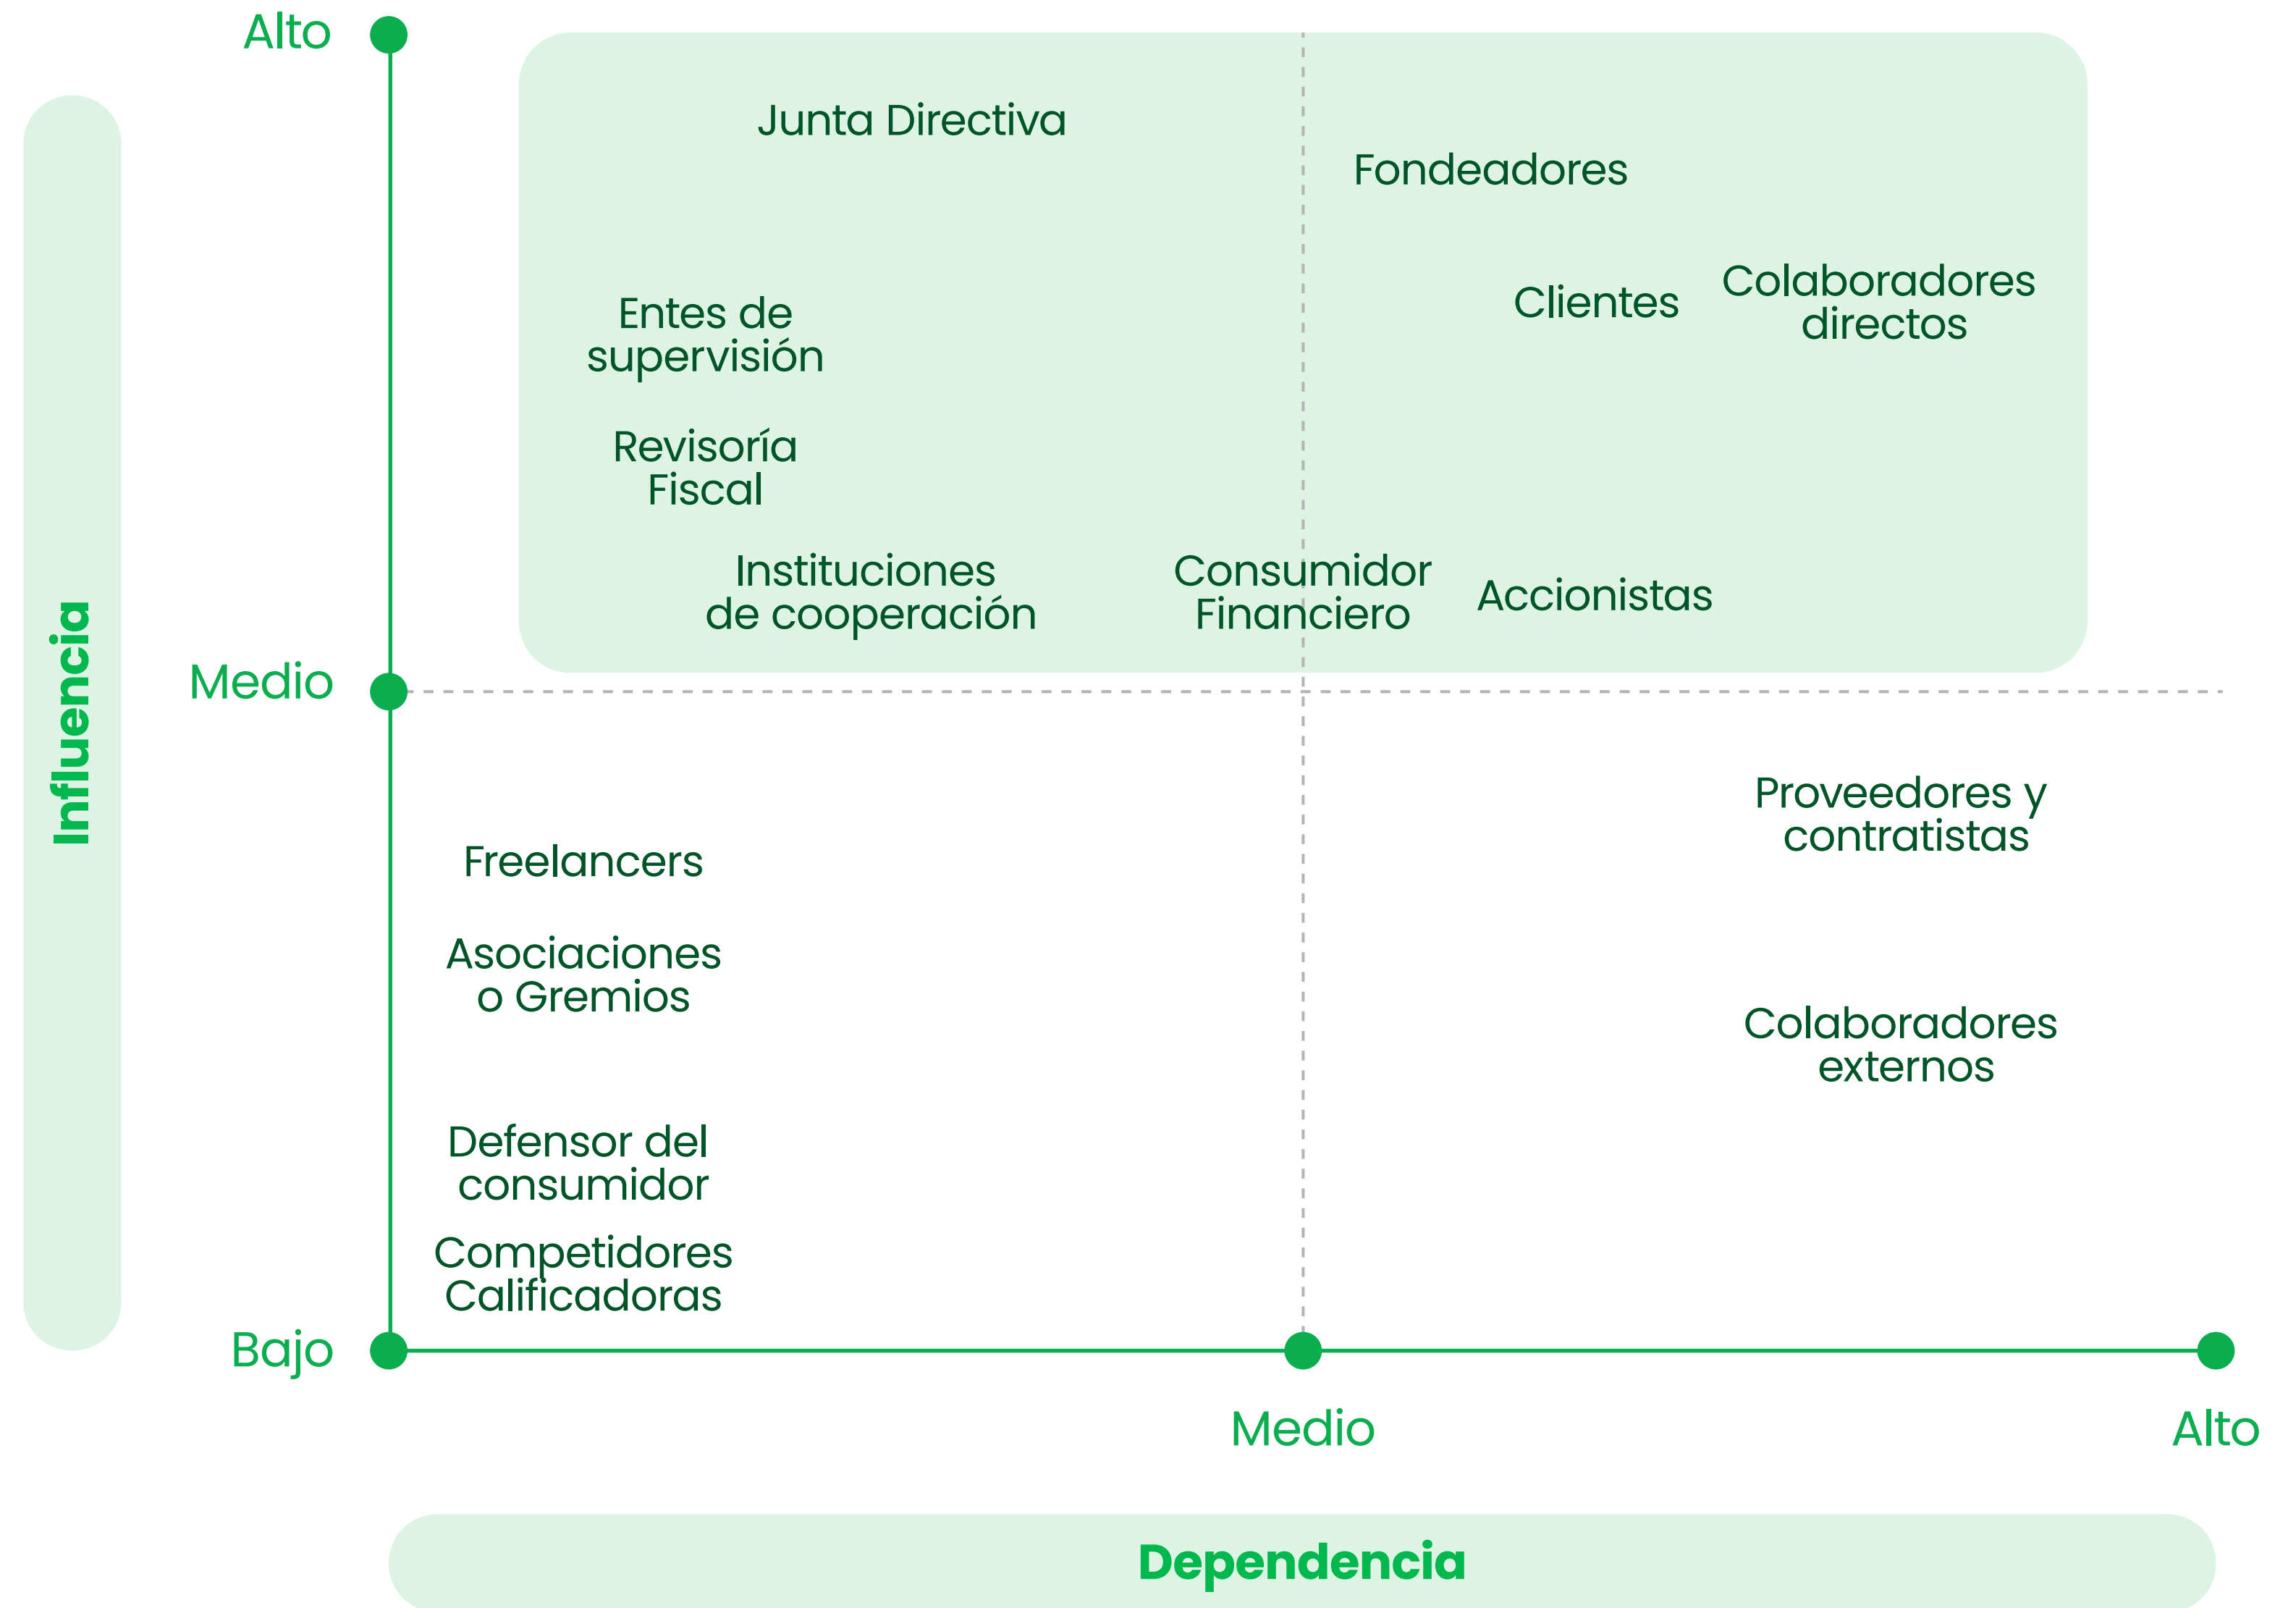 Alto
Junta Directiva
Fondeadores
Clientes
Colaboradores
directos
Entes de
supervisión
Revisoría
Fiscal
Instituciones
de cooperación
Consumidor
Financiero
Accionistas
Influencia
Medio
Proveedores y
contratistas
Freelancers
Asociaciones
o Gremios
Colaboradores
externos
Defensor del
consumidor
Competidores
Calificadoras
Bajo
Medio
Alto
Dependencia